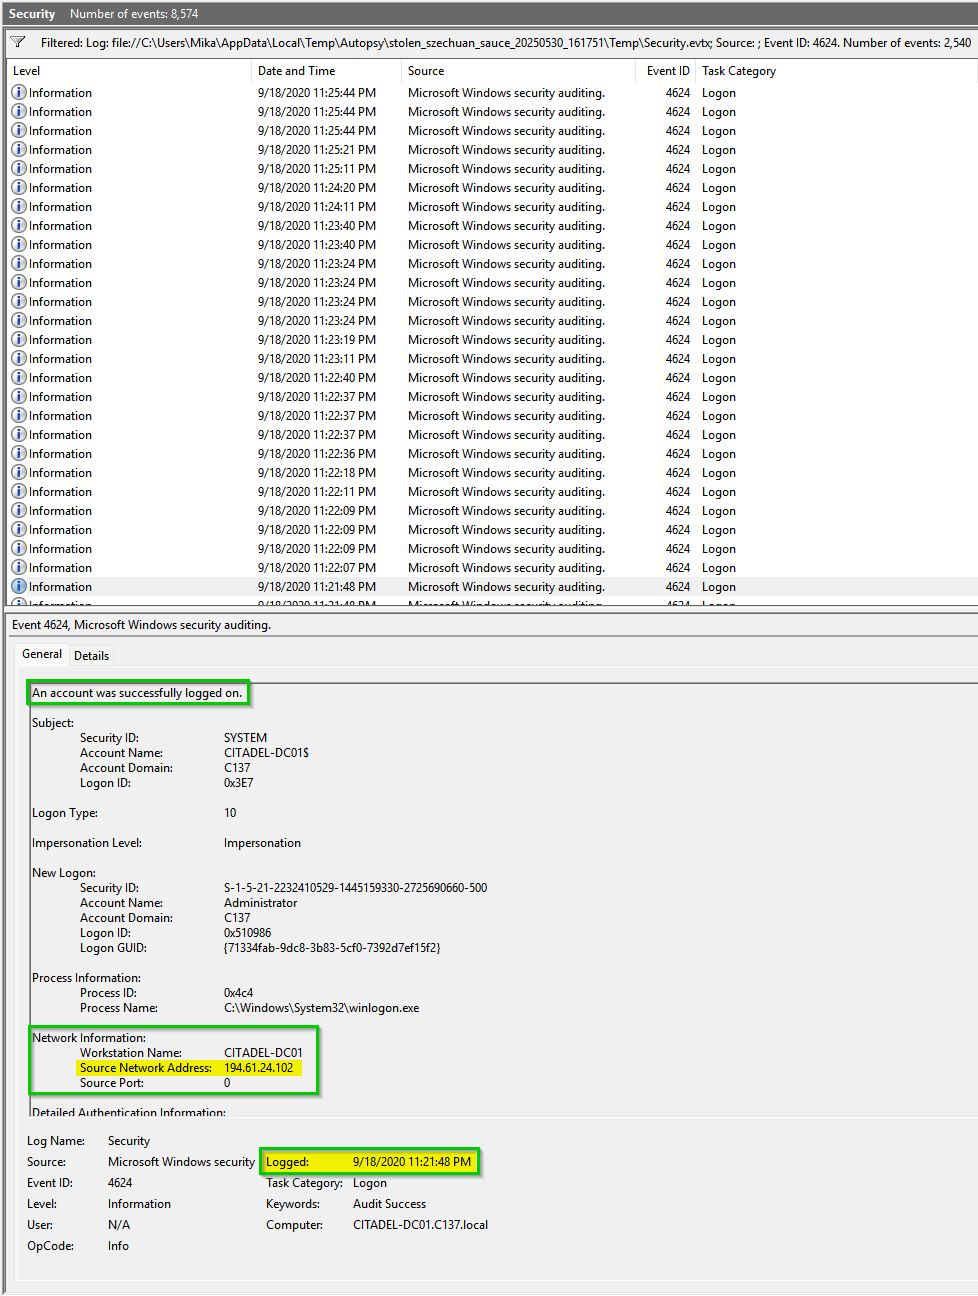 Security Number of events: 8,574
Filtered: Log: file://C:\Users\Mika\AppData\Local\Temp\Autopsy\stolen_szechuan_sauce_20250530_161751\Temp\Security.evtx; Source: ; Event ID: 4624. Number of events: 2,540
Level Date and Time Source Event ID Task Category
Information 9/18/2020 11:25:44 PM Microsoft Windows security auditing. 4624 Logon
Information 9/18/2020 11:25:44 PM Microsoft Windows security auditing. 4624 Logon
Information 9/18/2020 11:25:44 PM Microsoft Windows security auditing. 4624 Logon
Information 9/18/2020 11:25:21 PM Microsoft Windows security auditing. 4624 Logon
Information 9/18/2020 11:25:11 PM Microsoft Windows security auditing. 4624 Logon
Information 9/18/2020 11:24:20 PM Microsoft Windows security auditing. 4624 Logon
Information 9/18/2020 11:24:11 PM Microsoft Windows security auditing. 4624 Logon
Information 9/18/2020 11:23:40 PM Microsoft Windows security auditing. 4624 Logon
Information 9/18/2020 11:23:40 PM Microsoft Windows security auditing. 4624 Logon
Information 9/18/2020 11:23:24 PM Microsoft Windows security auditing. 4624 Logon
Information 9/18/2020 11:23:24 PM Microsoft Windows security auditing. 4624 Logon
Information 9/18/2020 11:23:24 PM Microsoft Windows security auditing. 4624 Logon
Information 9/18/2020 11:23:24 PM Microsoft Windows security auditing. 4624 Logon
Information 9/18/2020 11:23:19 PM Microsoft Windows security auditing. 4624 Logon
Information 9/18/2020 11:23:11 PM Microsoft Windows security auditing. 4624 Logon
Information 9/18/2020 11:22:40 PM Microsoft Windows security auditing. 4624 Logon
Information 9/18/2020 11:22:37 PM Microsoft Windows security auditing. 4624 Logon
Information 9/18/2020 11:22:37 PM Microsoft Windows security auditing. 4624 Logon
Information 9/18/2020 11:22:37 PM Microsoft Windows security auditing. 4624 Logon
Information 9/18/2020 11:22:36 PM Microsoft Windows security auditing. 4624 Logon
Information 9/18/2020 11:22:18 PM Microsoft Windows security auditing. 4624 Logon
Information 9/18/2020 11:22:11 PM Microsoft Windows security auditing. 4624 Logon
Information 9/18/2020 11:22:09 PM Microsoft Windows security auditing. 4624 Logon
Information 9/18/2020 11:22:09 PM Microsoft Windows security auditing. 4624 Logon
Information 9/18/2020 11:22:09 PM Microsoft Windows security auditing. 4624 Logon
Information 9/18/2020 11:22:07 PM Microsoft Windows security auditing. 4624 Logon
Information 9/18/2020 11:21:48 PM Microsoft Windows security auditing. 4624 Logon
Event 4624, Microsoft Windows security auditing.
General Details
An account was successfully logged on.
Subject:
Security ID: SYSTEM
Account Name: CITADEL-DC01$
Account Domain: C137
Logon ID: 0x3E7
Logon Type: 10
Impersonation Level: Impersonation
New Logon:
Security ID: S-1-5-21-2232410529-1445159330-2725690660-500
Account Name: Administrator
Account Domain: C137
Logon ID: 0x510986
Logon GUID: {71334fab-9dc8-3b83-5cf0-7392d7ef15f2}
Process Information:
Process ID: 0x4c4
Process Name: C:\Windows\System32\winlogon.exe
Network Information:
Workstation Name: CITADEL-DC01
Source Network Address: 194.61.24.102
Source Port: 0
Detailed Authentication Information:
Log Name: Security
Source: Microsoft Windows security Logged: 9/18/2020 11:21:48 PM
Event ID: 4624 Task Category: Logon
Level: Information Keywords: Audit Success
User: N/A Computer: CITADEL-DC01.C137.local
OpCode: Info